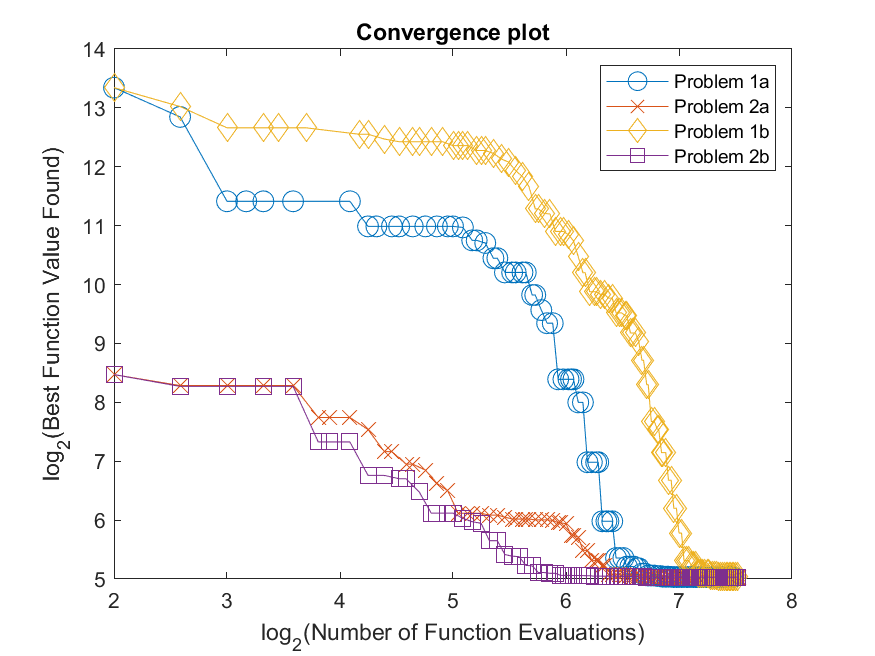 Convergence plot
14
13
12
11
10
9
8
7
6
5
log2(Best Function Value Found)
Problem 1a
Problem 2a
Problem 1b
Problem 2b
2
3
4
5
6
7
8
log2(Number of Function Evaluations)